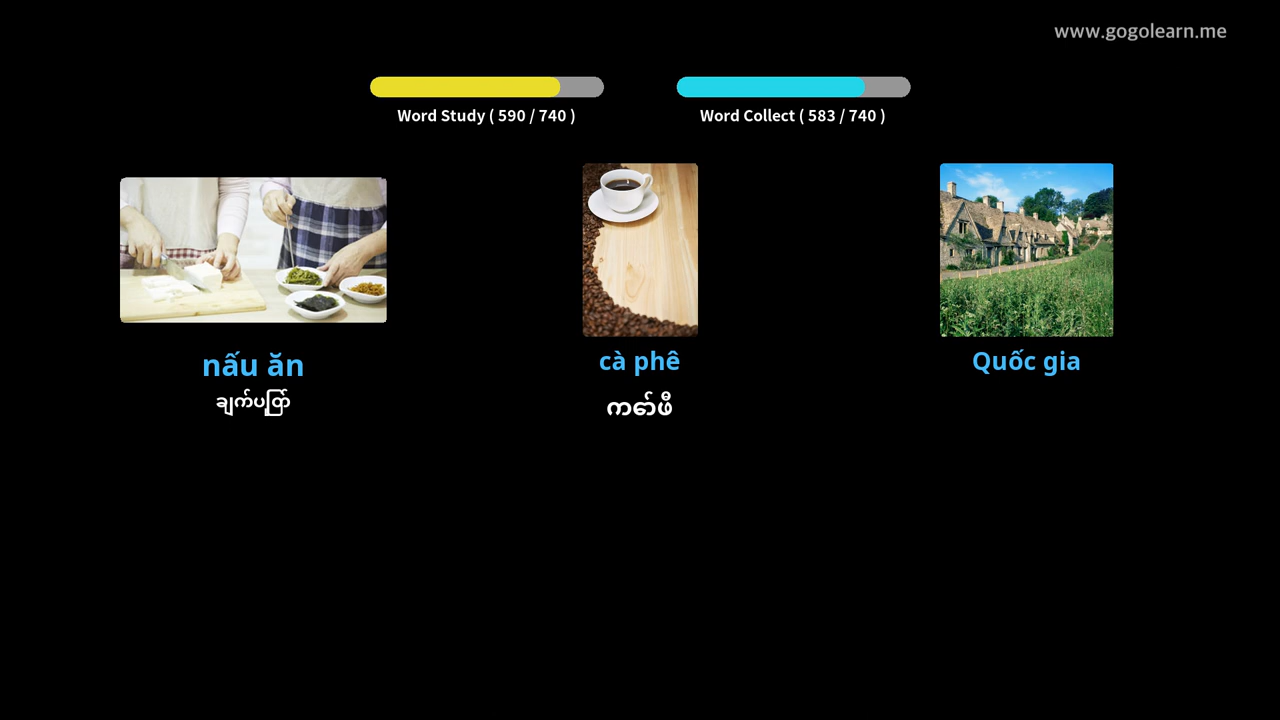 www.gogolearn.me
Word Study ( 590 / 740 )
Word Collect ( 583 / 740 )
nấu ăn
ချက်ပြုတ်
cà phê
ကော်ဖီ
Quốc gia